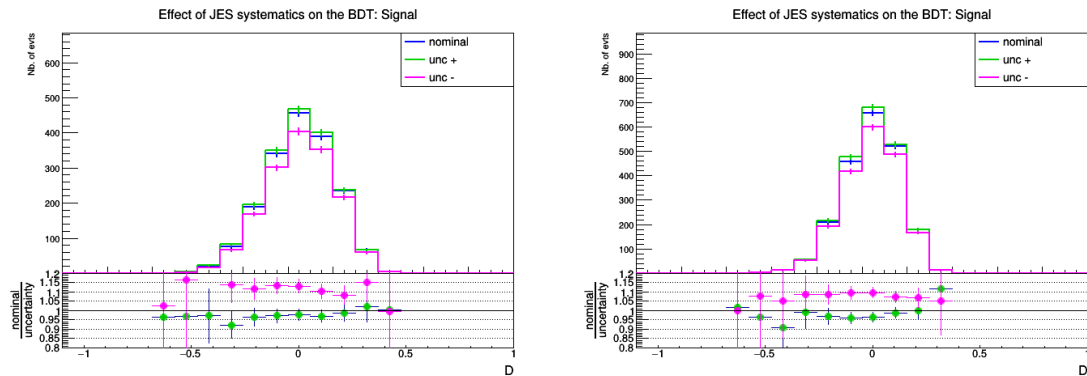 Effect of JES systematics on the BDT: Signal
Nb. of evts
600
500
400
300
200
100
nominal
unc +
unc -
nominal
uncertainty
1.2
1.15
1.1
1.05
0.95
0.9
0.85
0.8
−1
−0.5
0
0.5
1
D
Effect of JES systematics on the BDT: Signal
Nb. of evts
900
800
700
600
500
400
300
200
100
nominal
unc +
unc -
nominal
uncertainty
1.2
1.15
1.1
1.05
0.95
0.9
0.85
0.8
−1
−0.5
0
0.5
1
D